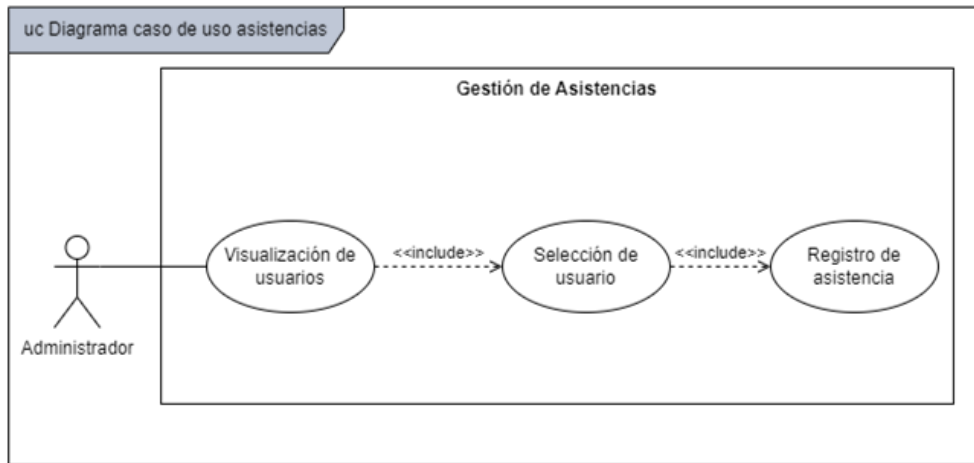 uc Diagrama caso de uso asistencias
Gestión de Asistencias
Visualización de
usuarios
<<include>>
Selección de
usuario
<<include>>
Registro de
asistencia
Administrador